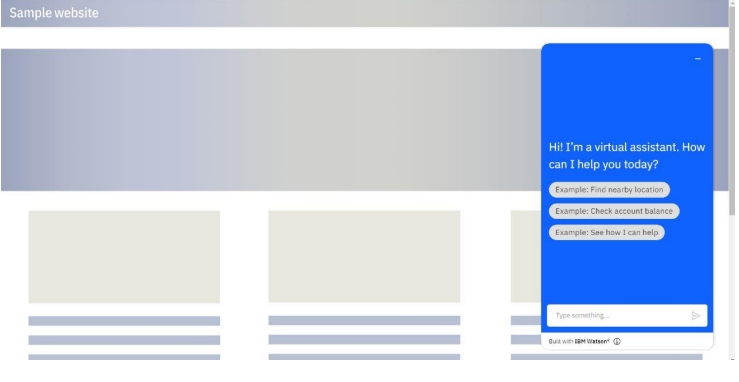 Sample website
Hi! I'm a virtual assistant. How
can I help you today?
Example: Find nearby location
Example: Check account balance
Example: See how I can help
Type something...
Built with IBM Watson®